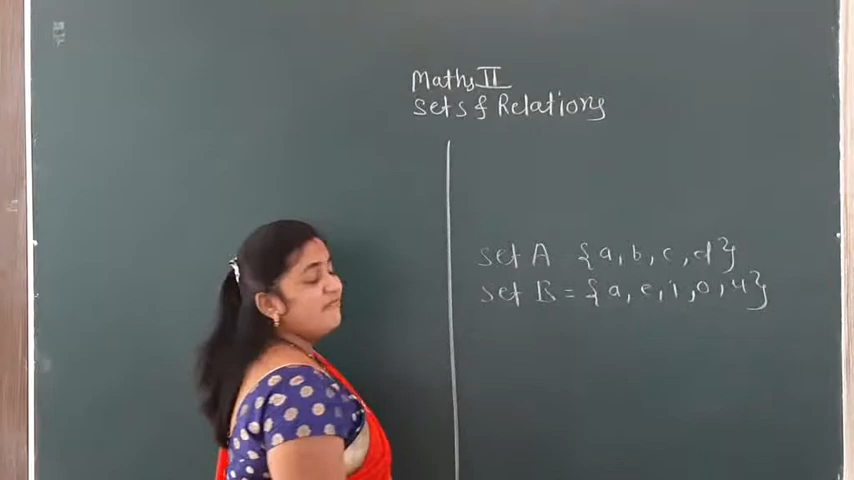 Maths II
Sets & Relations
set A {a, b, c, d}
set B = {a, e, i, o, u}